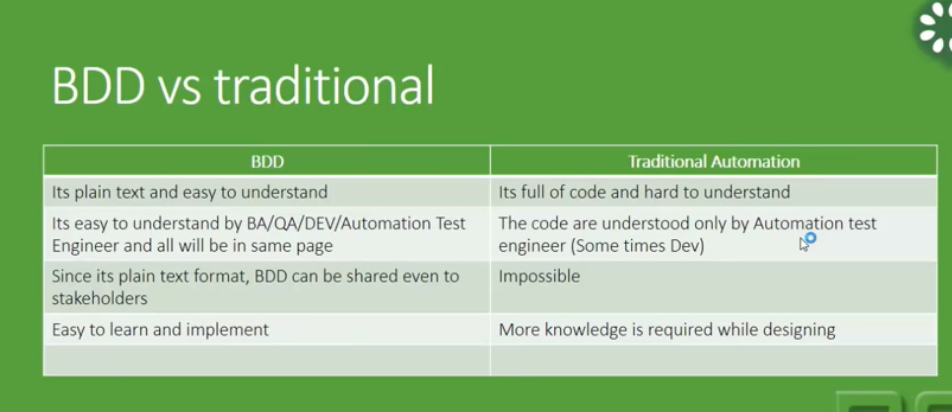 BDD vs traditional
BDD
Traditional Automation
Its plain text and easy to understand
Its full of code and hard to understand
Its easy to understand by BA/QA/DEV/Automation Test
Engineer and all will be in same page
The code are understood only by Automation test
engineer (Some times Dev)
Since its plain text format, BDD can be shared even to
stakeholders
Impossible
Easy to learn and implement
More knowledge is required while designing